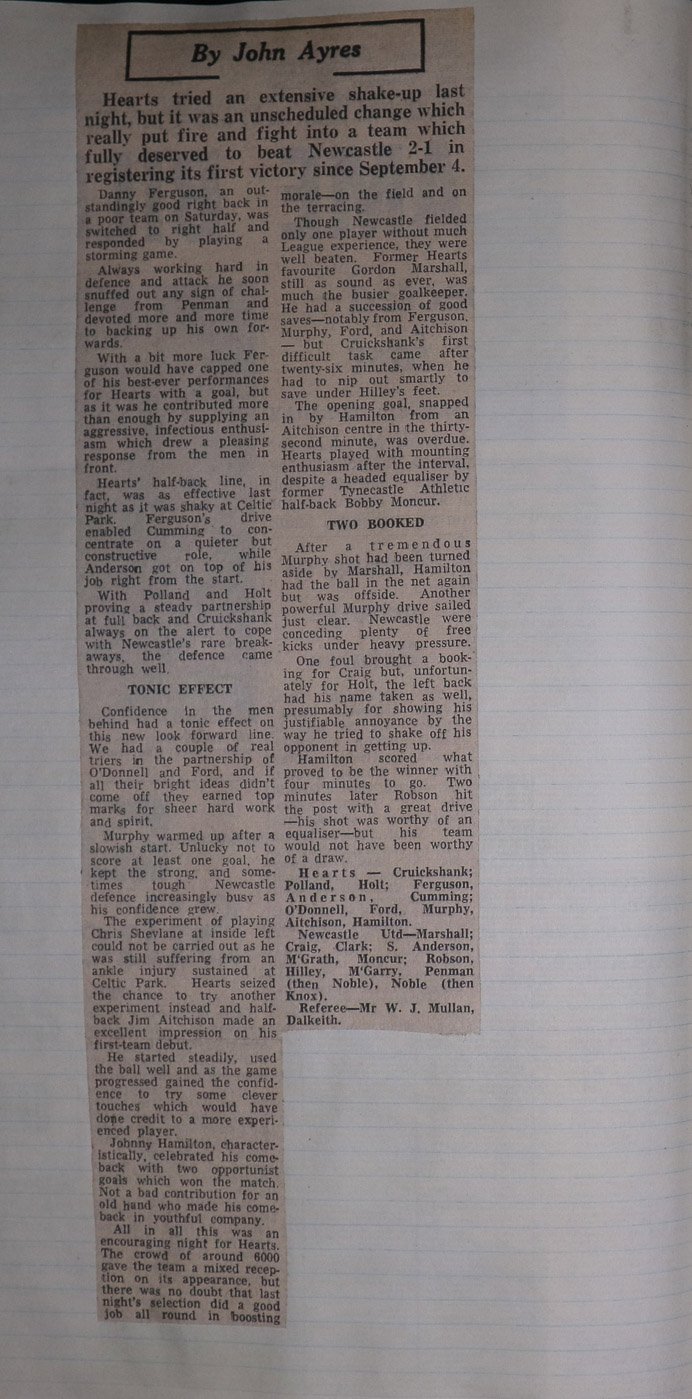 By John Ayres
Hearts tried an extensive shake-up last
night, but it was an unscheduled change which
really put fire and fight into a team which
fully deserved to beat Newcastle 2-1 in
registering its first victory since September 4.
Danny Ferguson, an out-
standingly good right back in
a poor team on Saturday, was
switched to right half and
responded by playing a
storming game.
Always working hard in
defence and attack he soon
snuffed out any sign of chal-
lenge from Penman and
devoted more and more time
to backing up his own for-
wards.
With a bit more luck Fer-
guson would have capped one
of his best-ever performances
for Hearts with a goal, but
as it was he contributed more
than enough by supplying an
aggressive, infectious enthusi-
asm which drew a pleasing
response from the men in
front.
Hearts' half-back line, in
fact, was as effective last
night as it was shaky at Celtic
Park. Ferguson's drive
enabled Cumming to con-
centrate on a quieter but
constructive role, while
Anderson got on top of his
job right from the start.
With Polland and Holt
proving a steady partnership
at full back and Cruickshank
always on the alert to cope
with Newcastle's rare break-
aways, the defence came
through well.
TONIC EFFECT
Confidence in the men
behind had a tonic effect on
this new look forward line.
We had a couple of real
triers in the partnership of
O'Donnell and Ford, and if
all their bright ideas didn't
come off they earned top
marks for sheer hard work
and spirit.
Murphy warmed up after a
slowish start. Unlucky not to
score at least one goal, he
kept the strong, and some-
times tough Newcastle
defence increasingly busy as
his confidence grew.
The experiment of playing
Chris Shevlane at inside left
could not be carried out as he
was still suffering from an
ankle injury sustained at
Celtic Park. Hearts seized
the chance to try another
experiment instead and half-
back Jim Aitchison made an
excellent impression on his
first-team debut.
He started steadily, used
the ball well and as the game
progressed gained the confid-
ence to try some clever
touches which would have
done credit to a more experi-
enced player.
Johnny Hamilton, character-
istically, celebrated his come-
back with two opportunist
goals which won the match.
Not a bad contribution for an
old hand who made his come-
back in youthful company.
All in all this was an
encouraging night for Hearts.
The crowd of around 6000
gave the team a mixed recep-
tion on its appearance, but
there was no doubt that last
night's selection did a good
job all round in boosting
morale—on the field and on
the terracing.
Though Newcastle fielded
only one player without much
League experience, they were
well beaten. Former Hearts
favourite Gordon Marshall,
still as sound as ever, was
much the busier goalkeeper.
He had a succession of good
saves—notably from Ferguson,
Murphy, Ford, and Aitchison
— but Cruickshank's first
difficult task came after
twenty-six minutes, when he
had to nip out smartly to
save under Hilley's feet.
The opening goal, snapped
in by Hamilton from an
Aitchison centre in the thirty-
second minute, was overdue.
Hearts played with mounting
enthusiasm after the interval,
despite a headed equaliser by
former Tynecastle Athletic
half-back Bobby Moncur.
TWO BOOKED
After a tremendous
Murphy shot had been turned
aside by Marshall, Hamilton
had the ball in the net again
but was offside. Another
powerful Murphy drive sailed
just clear. Newcastle were
conceding plenty of free
kicks under heavy pressure.
One foul brought a book-
ing for Craig but, unfortun-
ately for Holt, the left back
had his name taken as well,
presumably for showing his
justifiable annoyance by the
way he tried to shake off his
opponent in getting up.
Hamilton scored what
proved to be the winner with
four minutes to go. Two
minutes later Robson hit
the post with a great drive
—his shot was worthy of an
equaliser—but his team
would not have been worthy
of a draw.
Hearts — Cruickshank;
Polland, Holt; Ferguson,
Anderson, Cumming;
O'Donnell, Ford, Murphy,
Aitchison, Hamilton.
Newcastle Utd—Marshall;
Craig, Clark; S. Anderson,
M'Grath, Moncur; Robson,
Hilley, M'Garry, Penman
(then Noble), Noble (then
Knox).
Referee—Mr W. J. Mullan,
Dalkeith.